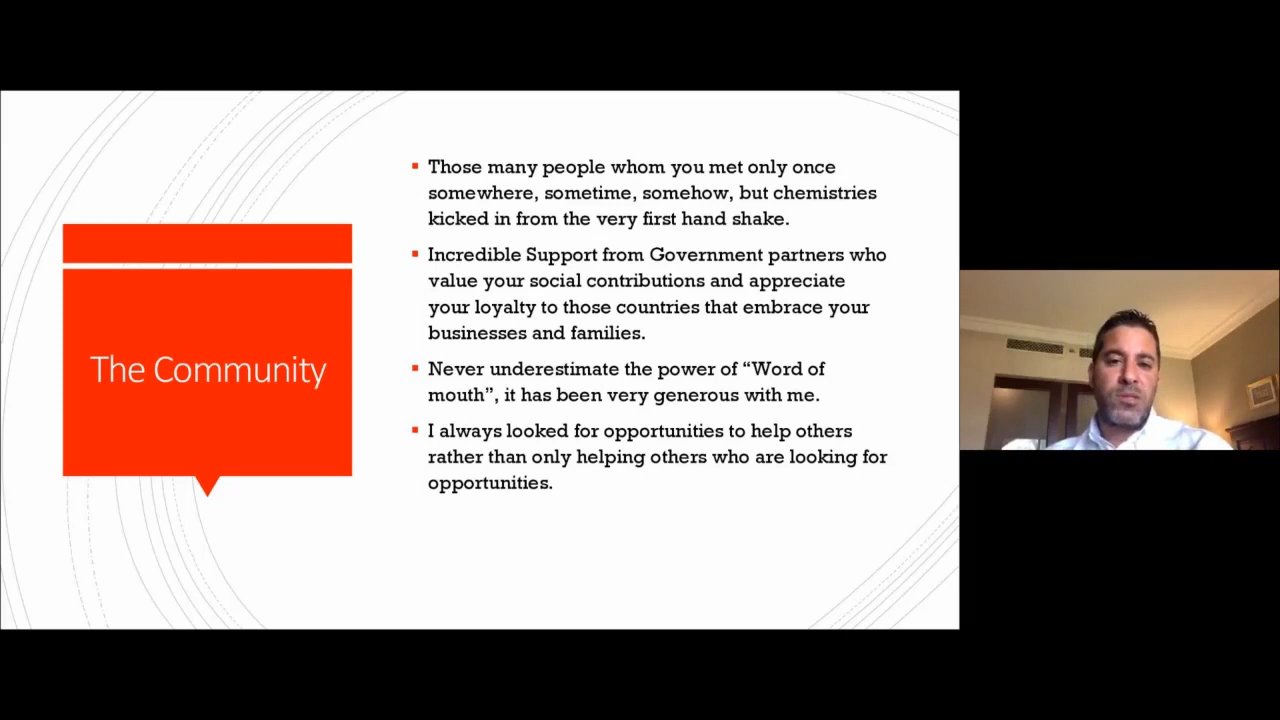 The Community
Those many people whom you met only once
somewhere, sometime, somehow, but chemistries
kicked in from the very first hand shake.
Incredible Support from Government partners who
value your social contributions and appreciate
your loyalty to those countries that embrace your
businesses and families.
Never underestimate the power of “Word of
mouth”, it has been very generous with me.
I always looked for opportunities to help others
rather than only helping others who are looking for
opportunities.